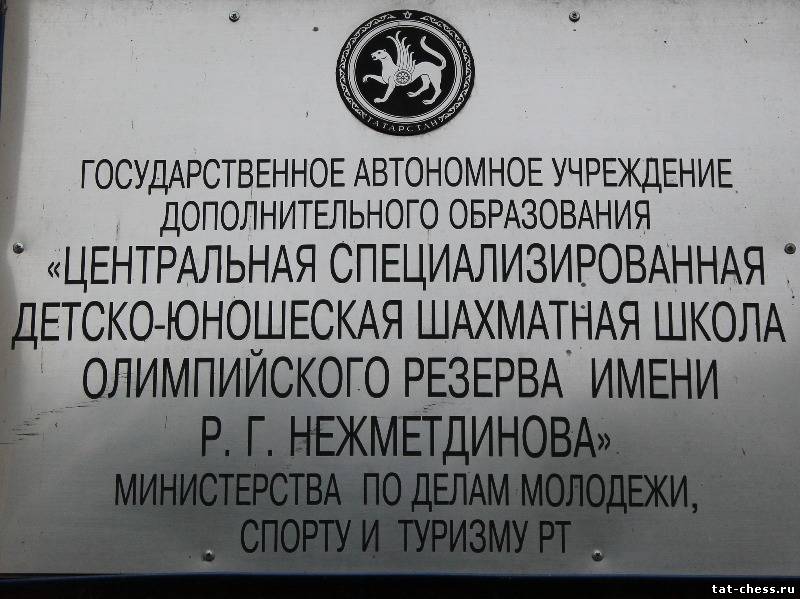 ТАТАРСТАН
ГОСУДАРСТВЕННОЕ АВТОНОМНОЕ УЧРЕЖДЕНИЕ
ДОПОЛНИТЕЛЬНОГО ОБРАЗОВАНИЯ
«ЦЕНТРАЛЬНАЯ СПЕЦИАЛИЗИРОВАННАЯ
ДЕТСКО-ЮНОШЕСКАЯ ШАХМАТНАЯ ШКОЛА
ОЛИМПИЙСКОГО РЕЗЕРВА ИМЕНИ
Р. Г. НЕЖМЕТДИНОВА»
МИНИСТЕРСТВА ПО ДЕЛАМ МОЛОДЕЖИ,
СПОРТУ И ТУРИЗМУ РТ
tat-chess.ru